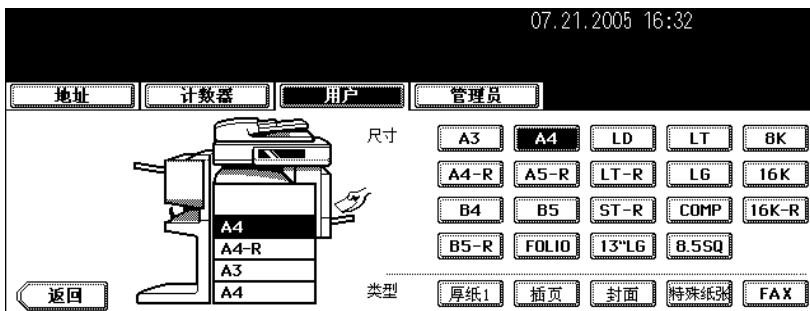 07.21.2005 16:32
地址 计数器 用户 管理员
尺寸 A3 A4 LD LT 8K
A4-R A5-R LT-R LG 16K
B4 B5 ST-R COMP 16K-R
B5-R FOLIO 13"LG 8.5SQ
A4
A4-R
A3
A4
返回
类型 厚纸1 插页 封面 特殊纸张 FAX